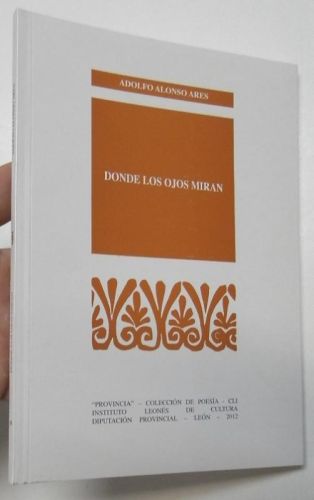 ADOLFO ALONSO ARES
DONDE LOS OJOS MIRAN
"PROVINCIA" – COLECCIÓN DE POESÍA - CLI
INSTITUTO LEONÉS DE CULTURA
DIPUTACIÓN PROVINCIAL – LEÓN – 2012